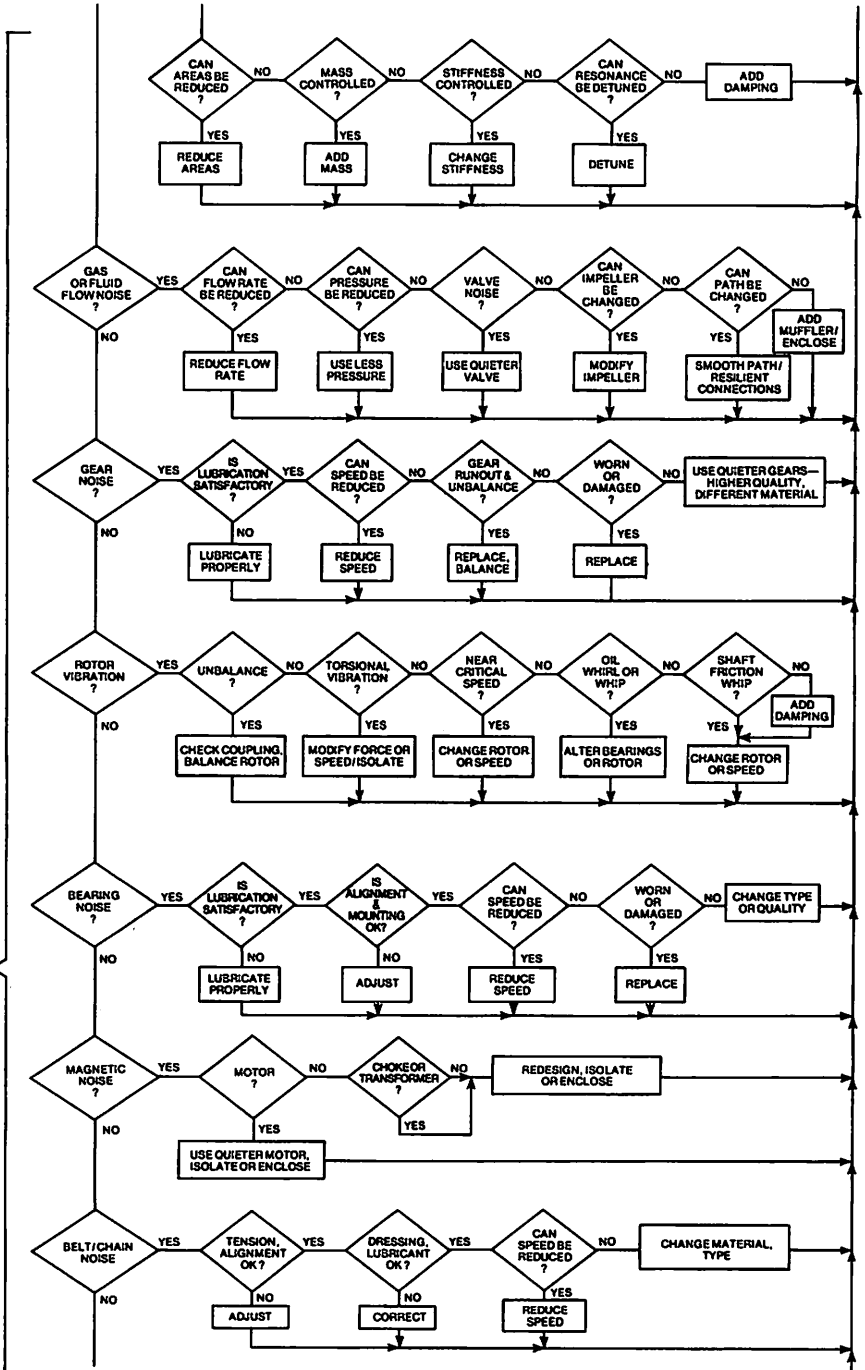 CAN
AREAS BE
REDUCED
?
NO
YES
REDUCE
AREAS
MASS
CONTROLLED
?
NO
YES
ADD
MASS
STIFFNESS
CONTROLLED
?
NO
YES
CHANGE
STIFFNESS
CAN
RESONANCE
BE DETUNED
?
NO
YES
DETUNE
ADD
DAMPING
GAS
OR FLUID
FLOW NOISE
?
YES
NO
CAN
FLOW RATE
BE REDUCED
?
NO
YES
REDUCE FLOW
RATE
CAN
PRESSURE
BE REDUCED
?
NO
YES
USE LESS
PRESSURE
VALVE
NOISE
?
NO
YES
USE QUIETER
VALVE
CAN
IMPELLER
BE
CHANGED
?
NO
YES
MODIFY
IMPELLER
CAN
PATH BE
CHANGED
?
NO
YES
SMOOTH PATH/
RESILIENT
CONNECTIONS
ADD
MUFFLER/
ENCLOSE
GEAR
NOISE
?
YES
NO
IS
LUBRICATION
SATISFACTORY
?
YES
NO
LUBRICATE
PROPERLY
CAN
SPEED BE
REDUCED
?
NO
YES
REDUCE
SPEED
GEAR
RUNOUT &
UNBALANCE
?
NO
YES
REPLACE,
BALANCE
WORN
OR
DAMAGED
?
NO
YES
REPLACE
USE QUIETER GEARS—
HIGHER QUALITY,
DIFFERENT MATERIAL
ROTOR
VIBRATION
?
YES
NO
UNBALANCE
?
NO
YES
CHECK COUPLING,
BALANCE ROTOR
TORSIONAL
VIBRATION
?
NO
YES
MODIFY FORCE OR
SPEED/ISOLATE
NEAR
CRITICAL
SPEED
?
NO
YES
CHANGE ROTOR
OR SPEED
OIL
WHIRL OR
WHIP
?
NO
YES
ALTER BEARINGS
OR ROTOR
SHAFT
FRICTION
WHIP
?
NO
YES
ADD
DAMPING
CHANGE ROTOR
OR SPEED
BEARING
NOISE
?
YES
NO
IS
LUBRICATION
SATISFACTORY
?
YES
NO
LUBRICATE
PROPERLY
IS
ALIGNMENT
&
MOUNTING
OK?
YES
NO
ADJUST
CAN
SPEED BE
REDUCED
?
NO
YES
REDUCE
SPEED
WORN
OR
DAMAGED
?
NO
YES
REPLACE
CHANGE TYPE
OR QUALITY
MAGNETIC
NOISE
?
YES
NO
MOTOR
?
NO
YES
USE QUIETER MOTOR,
ISOLATE OR ENCLOSE
CHOKE OR
TRANSFORMER
?
NO
YES
REDESIGN, ISOLATE
OR ENCLOSE
BELT/CHAIN
NOISE
YES
NO
TENSION,
ALIGNMENT
OK?
YES
NO
ADJUST
DRESSING,
LUBRICANT
OK?
YES
NO
CORRECT
CAN
SPEED BE
REDUCED
?
NO
YES
REDUCE
SPEED
CHANGE MATERIAL,
TYPE